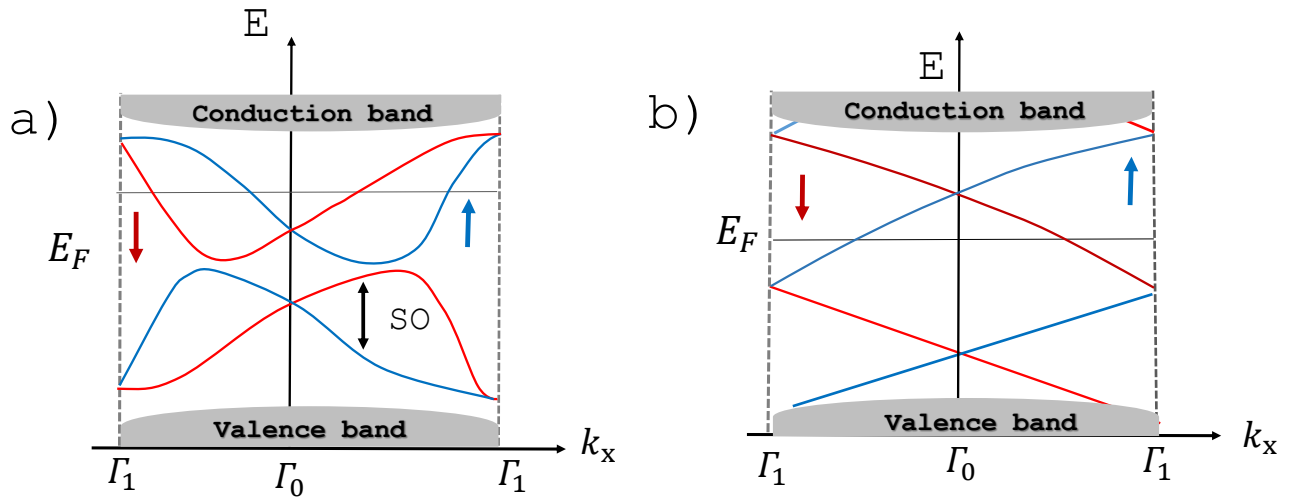 a)
E
Conduction band
E_F
SO
Valence band
k_x
Γ_1
Γ_0
Γ_1
b)
E
Conduction band
E_F
Valence band
k_x
Γ_1
Γ_0
Γ_1